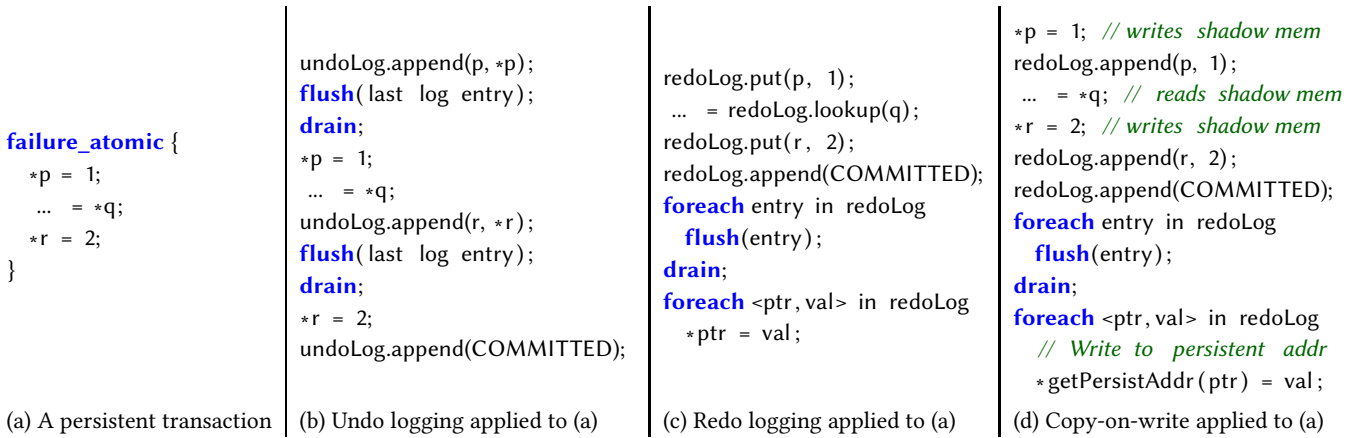 failure_atomic {
*p = 1;
... = *q;
*r = 2;
}
(a) A persistent transaction
undoLog.append(p, *p);
flush( last log entry);
drain;
*p = 1;
... = *q;
undoLog.append(r, *r);
flush( last log entry);
drain;
*r = 2;
undoLog.append(COMMITTED);
(b) Undo logging applied to (a)
redoLog.put(p, 1);
... = redoLog.lookup(q);
redoLog.put(r, 2);
redoLog.append(COMMITTED);
foreach entry in redoLog
flush(entry);
drain;
foreach <ptr, val> in redoLog
*ptr = val;
(c) Redo logging applied to (a)
*p = 1; // writes shadow mem
redoLog.append(p, 1);
... = *q; // reads shadow mem
*r = 2; // writes shadow mem
redoLog.append(r, 2);
redoLog.append(COMMITTED);
foreach entry in redoLog
flush(entry);
drain;
foreach <ptr, val> in redoLog
// Write to persistent addr
*getPersistAddr(ptr) = val;
(d) Copy-on-write applied to (a)